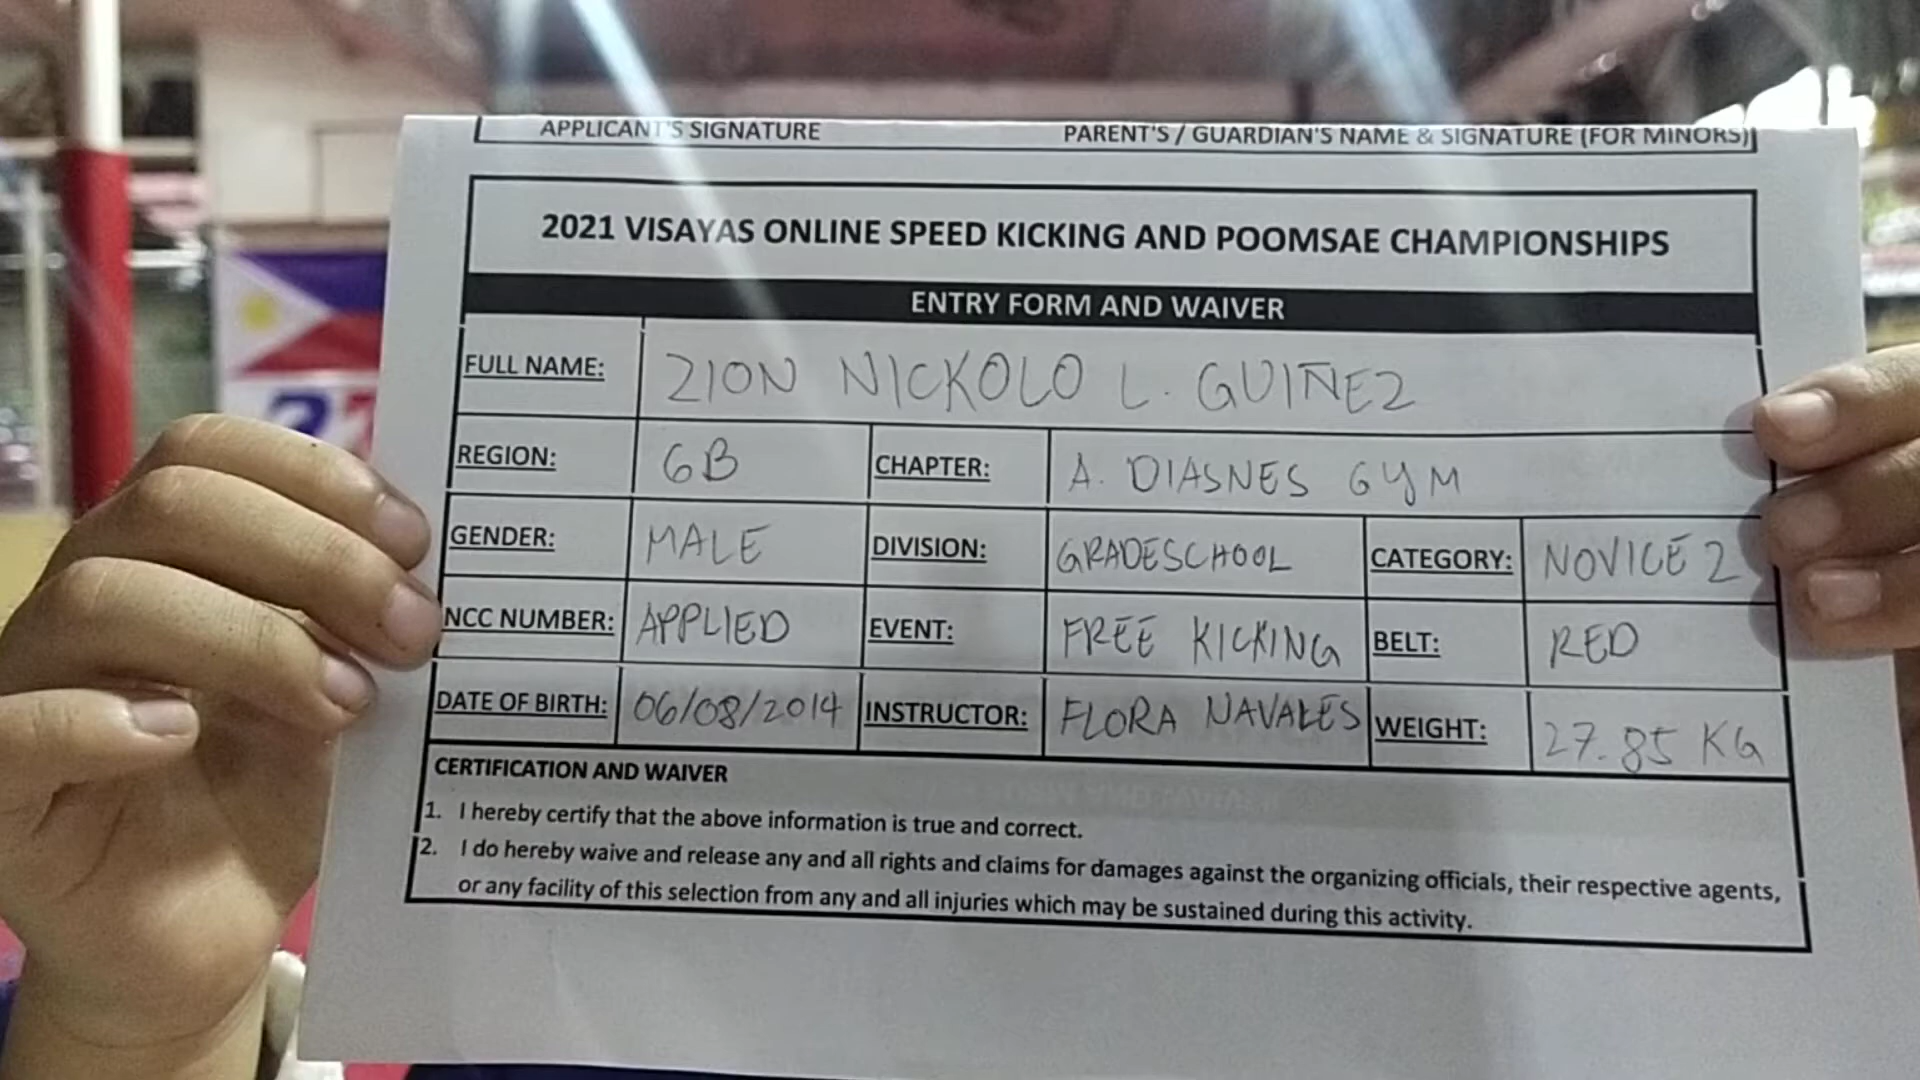 APPLICANT'S SIGNATURE PARENT'S / GUARDIAN'S NAME & SIGNATURE (FOR MINORS)
2021 VISAYAS ONLINE SPEED KICKING AND POOMSAE CHAMPIONSHIPS
ENTRY FORM AND WAIVER
FULL NAME: ZION NICKOLO L. GUIÑEZ
REGION: 6B CHAPTER: A. DIASNES GYM
GENDER: MALE DIVISION: GRADESCHOOL CATEGORY: NOVICE 2
NCC NUMBER: APPLIED EVENT: FREE KICKING BELT: RED
DATE OF BIRTH: 06/08/2014 INSTRUCTOR: FLORA NAVALES WEIGHT: 27.85 KG
CERTIFICATION AND WAIVER
1. I hereby certify that the above information is true and correct.
2. I do hereby waive and release any and all rights and claims for damages against the organizing officials, their respective agents,
or any facility of this selection from any and all injuries which may be sustained during this activity.